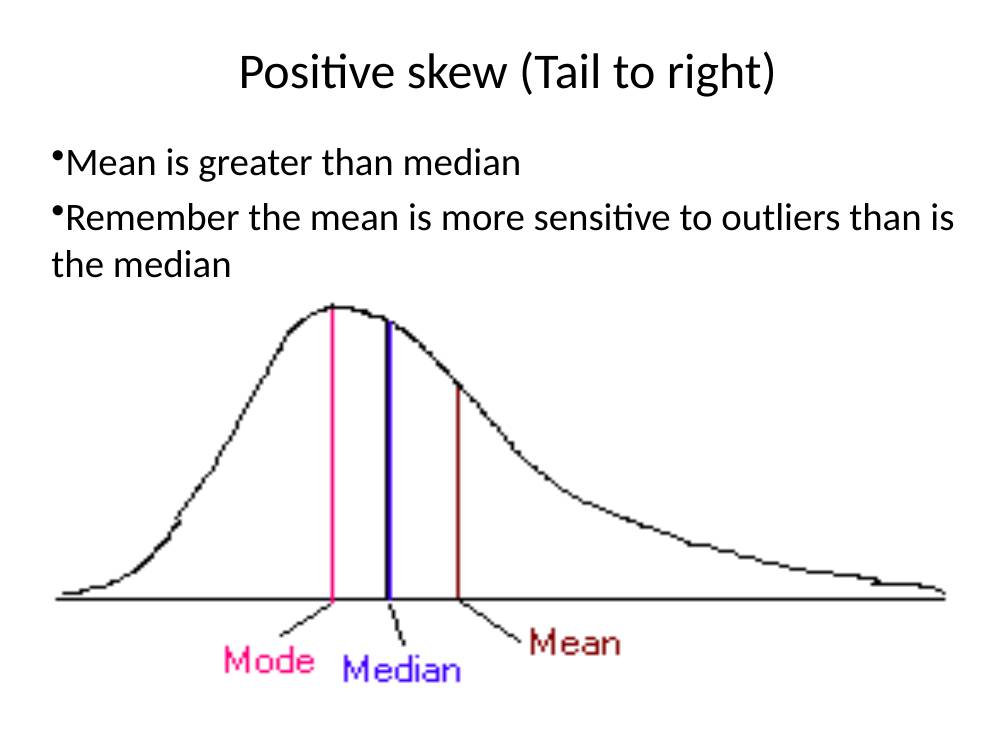 Positive skew (Tail to right)
•Mean is greater than median
•Remember the mean is more sensitive to outliers than is
the median
Mode
Median
Mean